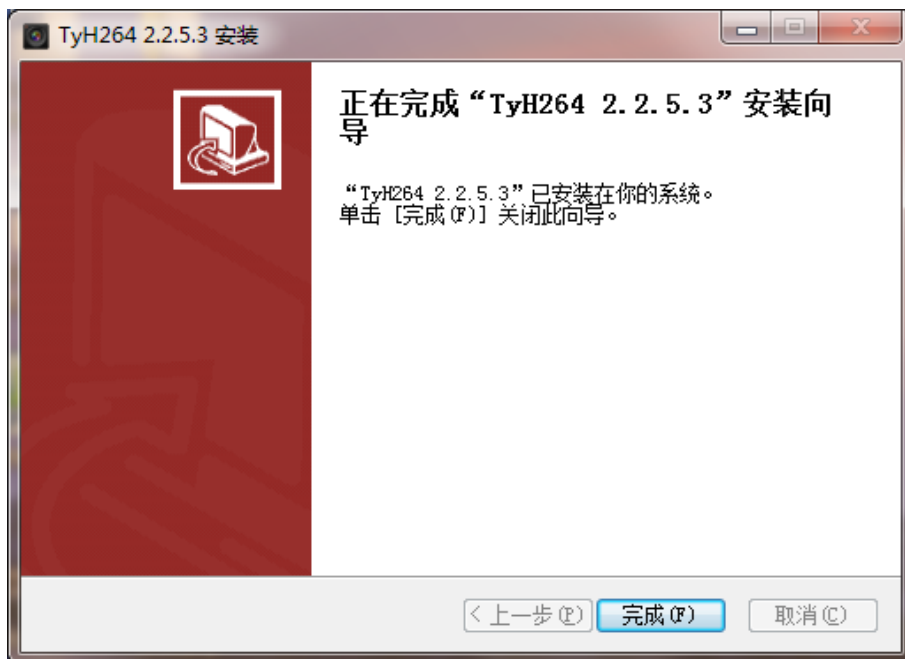 TyH264 2.2.5.3 安装
正在完成“TyH264 2.2.5.3”安装向
导
“TyH264 2.2.5.3”已安装在你的系统。
单击 [完成(F)] 关闭此向导。
< 上一步(P) 完成(F) 取消(C)